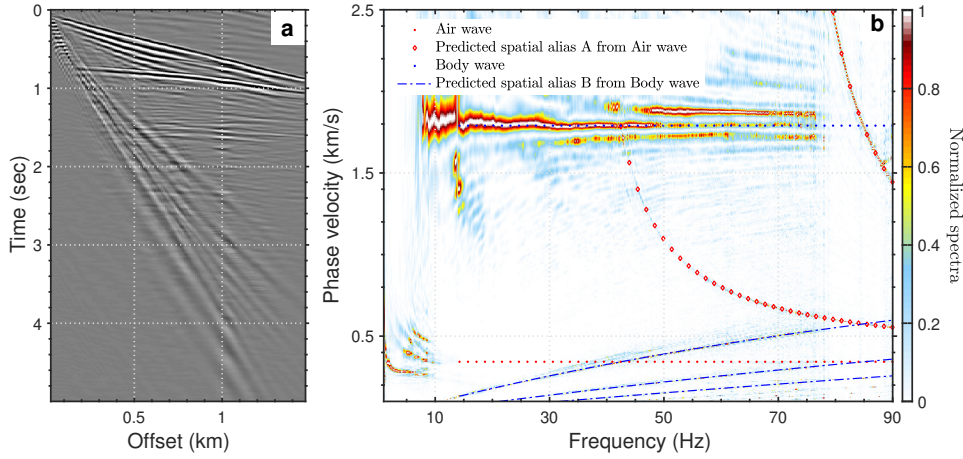 a
0
1
2
3
4
Time (sec)
0.5
1
Offset (km)
b
Air wave
Predicted spatial alias A from Air wave
Body wave
Predicted spatial alias B from Body wave
2.5
1.5
0.5
Phase velocity (km/s)
10
30
50
70
90
Frequency (Hz)
1
0.8
0.6
0.4
0.2
0
Normalized spectra